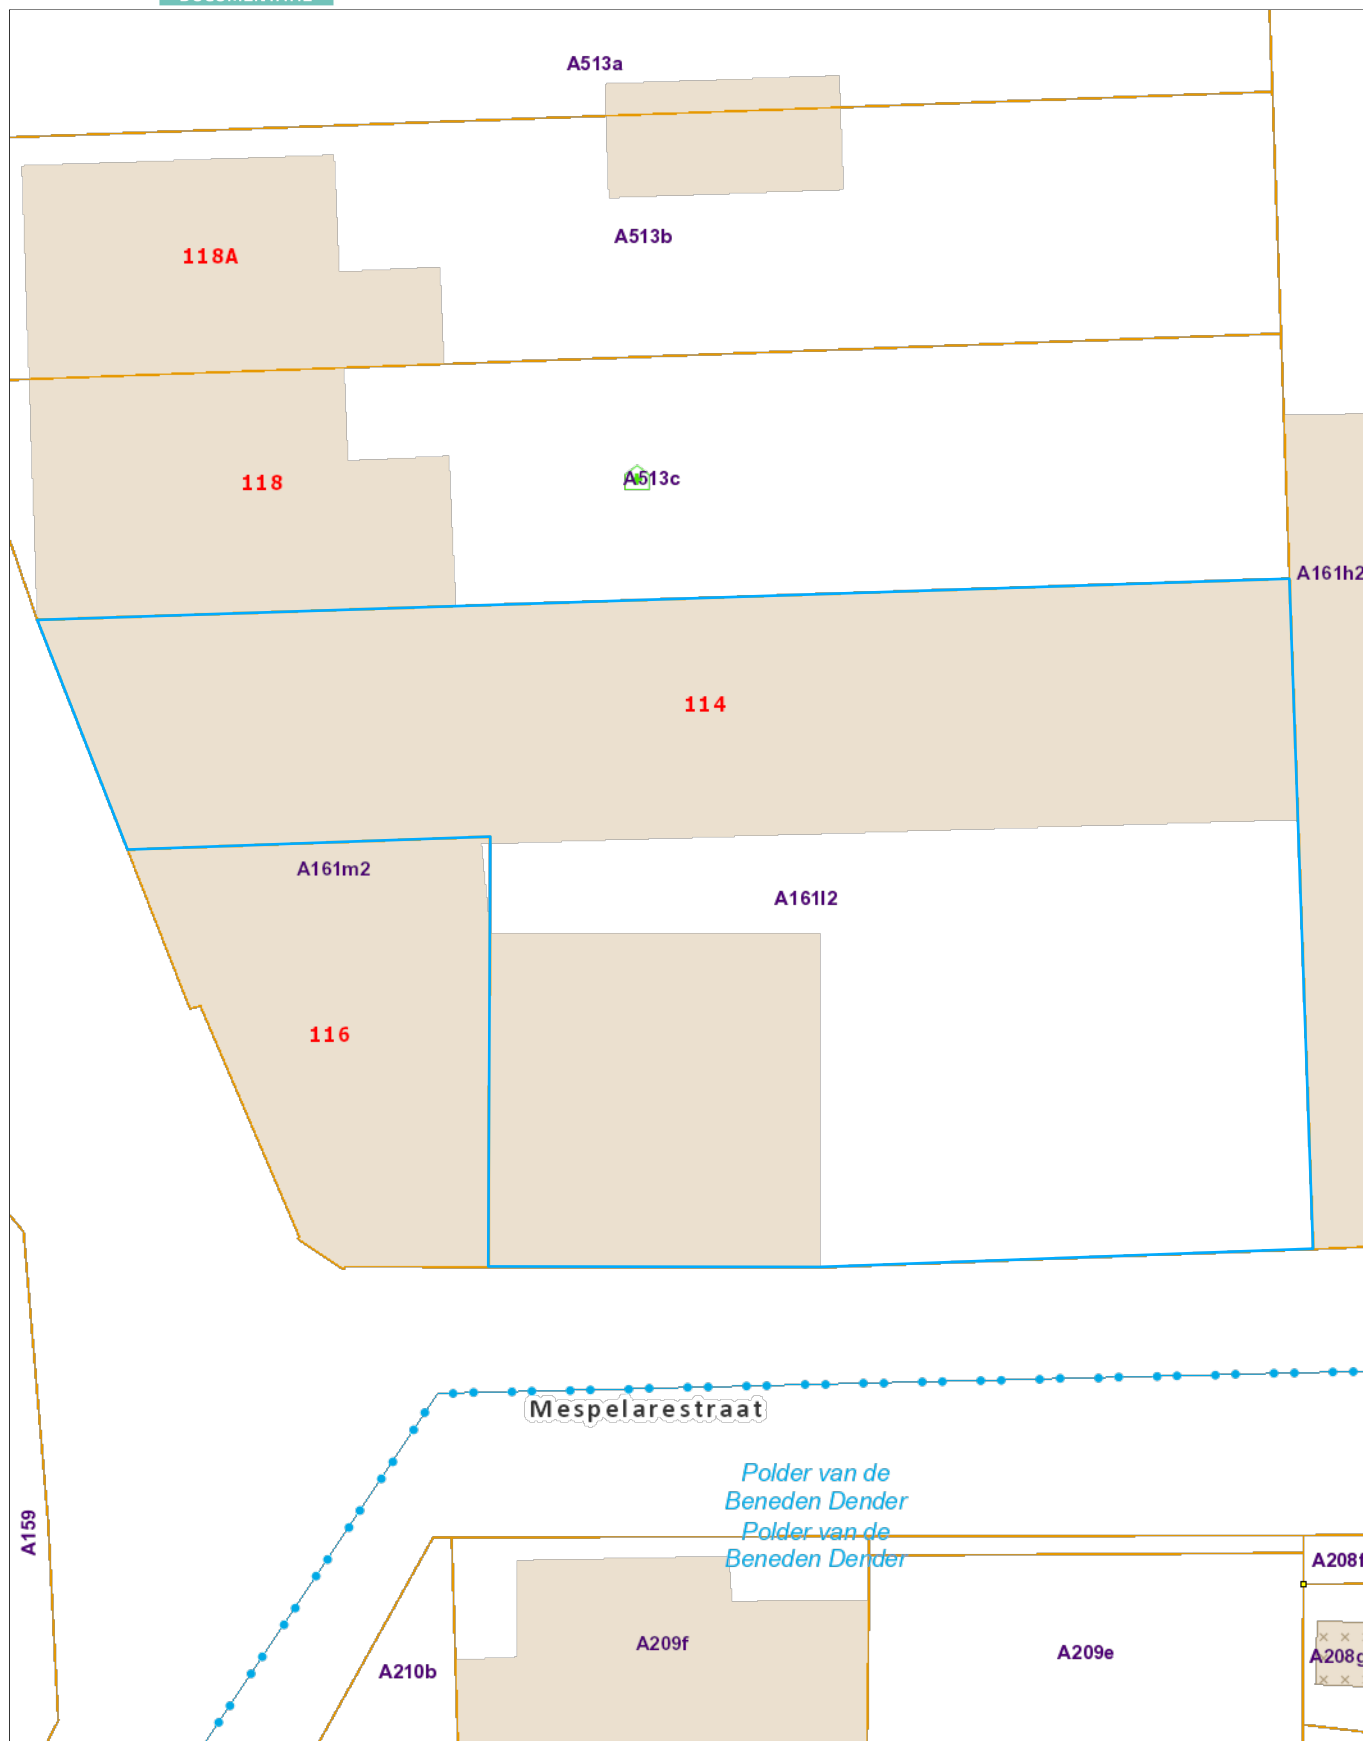 A513a
A513b
118A
118
A513c
A161h2
114
A161m2
A161l2
116
Mespelarestraat
Polder van de
Beneden Dender
Polder van de
Beneden Dender
A159
A208f
A209f
A209e
A208g
A210b